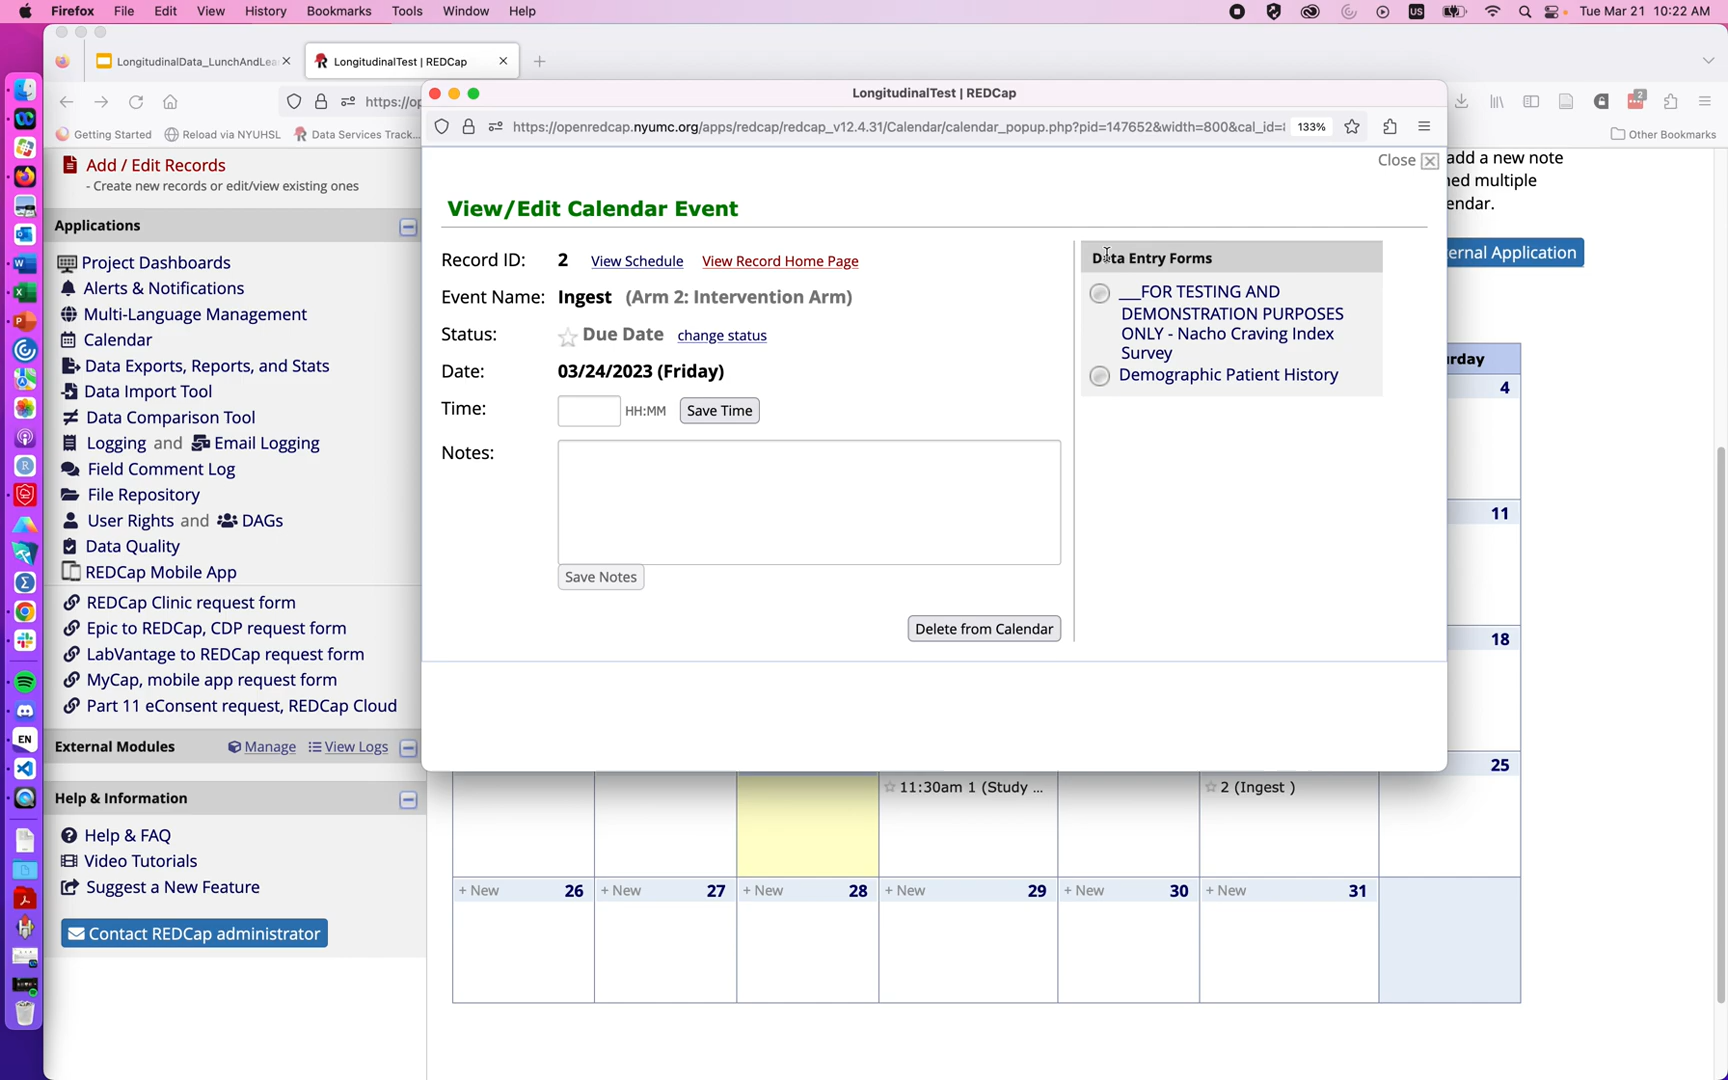 Firefox File Edit View History Bookmarks Tools Window Help
US
Tue Mar 21 10:22 AM
LongitudinalData_LunchAndLea
LongitudinalTest | REDCap
https://op
Getting Started
Reload via NYUHSL
Data Services Track...
Other Bookmarks
2
LongitudinalTest | REDCap
https://openredcap.nyumc.org/apps/redcap/redcap_v12.4.31/Calendar/calendar_popup.php?pid=147652&width=800&cal_id=
133%
Close
View/Edit Calendar Event
Record ID: 2 View Schedule View Record Home Page
Event Name: Ingest (Arm 2: Intervention Arm)
Status: Due Date change status
Date: 03/24/2023 (Friday)
Time: HH:MM Save Time
Notes:
Save Notes
Delete from Calendar
Data Entry Forms
___FOR TESTING AND
DEMONSTRATION PURPOSES
ONLY - Nacho Craving Index
Survey
Demographic Patient History
Add / Edit Records
- Create new records or edit/view existing ones
Applications
Project Dashboards
Alerts & Notifications
Multi-Language Management
Calendar
Data Exports, Reports, and Stats
Data Import Tool
Data Comparison Tool
Logging and Email Logging
Field Comment Log
File Repository
User Rights and DAGs
Data Quality
REDCap Mobile App
REDCap Clinic request form
Epic to REDCap, CDP request form
LabVantage to REDCap request form
MyCap, mobile app request form
Part 11 eConsent request, REDCap Cloud
External Modules Manage View Logs
Help & Information
Help & FAQ
Video Tutorials
Suggest a New Feature
Contact REDCap administrator
EN
add a new note
ned multiple
endar.
ernal Application
rday
4
11
18
25
11:30am 1 (Study ...
2 (Ingest )
+ New 26
+ New 27
+ New 28
+ New 29
+ New 30
+ New 31